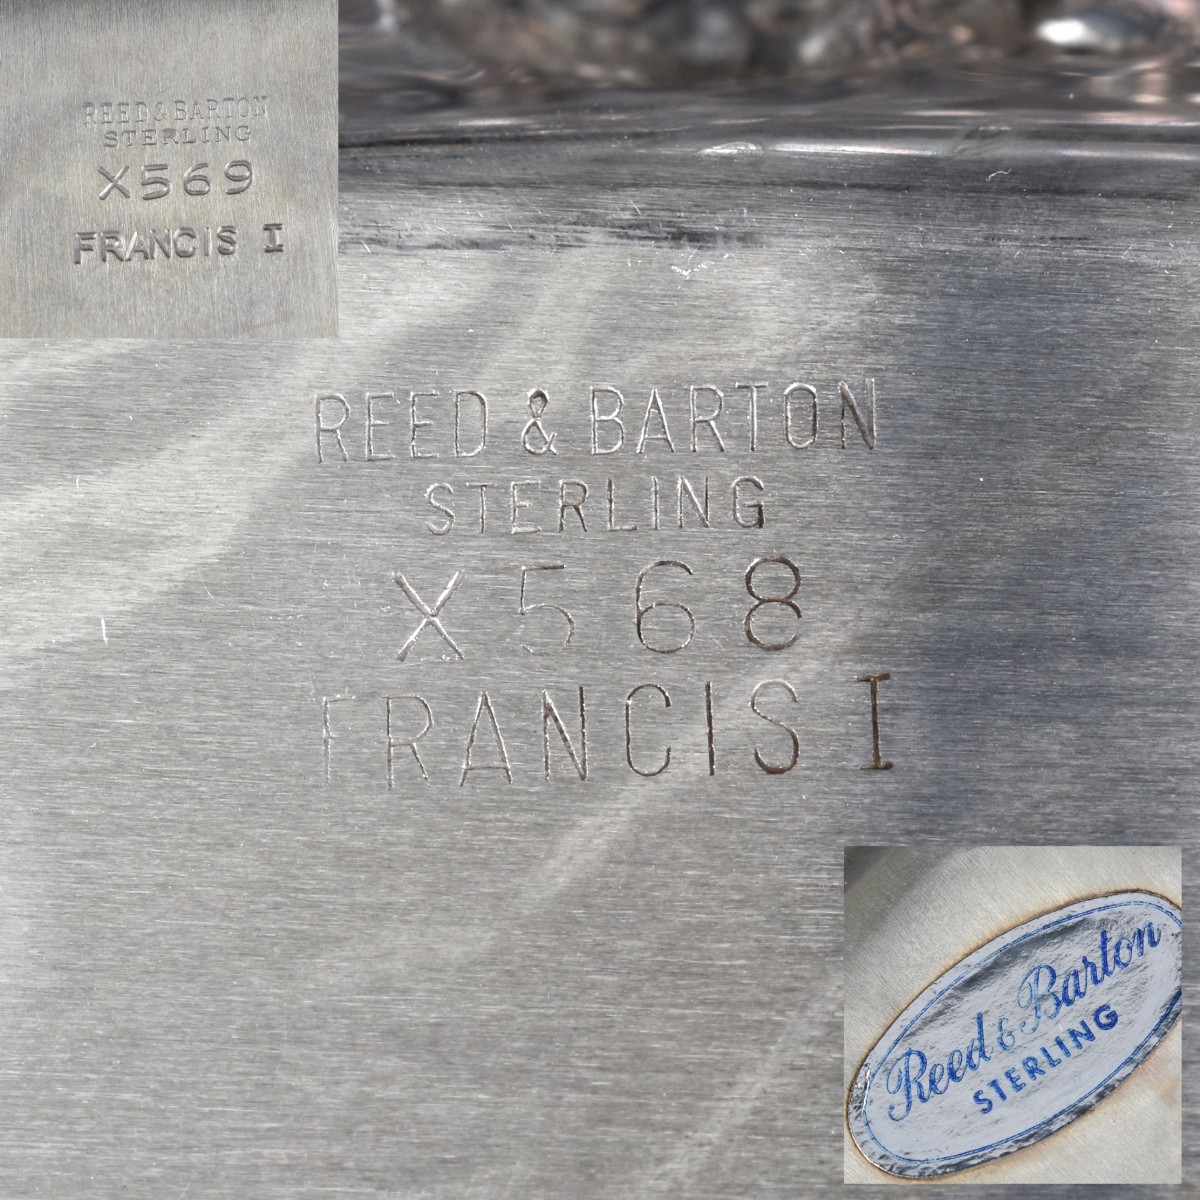 REED & BARTON
STERLING
X569
FRANCIS I
REED & BARTON
STERLING
X568
FRANCIS I
Reed & Barton
STERLING